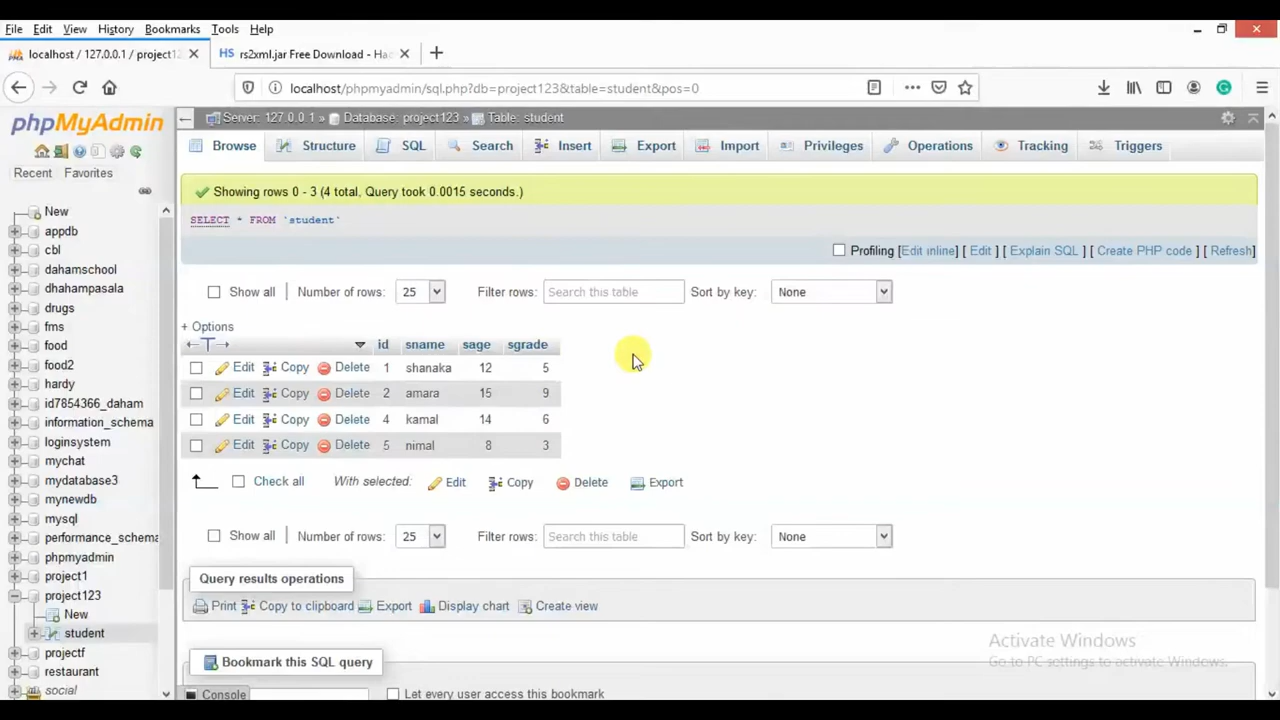 File Edit View History Bookmarks Tools Help
localhost / 127.0.0.1 / project12
HS rs2xml.jar Free Download - Hac
localhost/phpmyadmin/sql.php?db=project123&table=student&pos=0
phpMyAdmin
Recent Favorites
New
appdb
cbl
dahamschool
dhahampasala
drugs
fms
food
food2
hardy
id7854366_daham
information_schema
loginsystem
mychat
mydatabase3
mynewdb
mysql
performance_schema
phpmyadmin
project1
project123
New
student
projectf
restaurant
social
Server: 127.0.0.1 » Database: project123 » Table: student
Browse Structure SQL Search Insert Export Import Privileges Operations Tracking Triggers
Showing rows 0 - 3 (4 total, Query took 0.0015 seconds.)
SELECT * FROM `student`
Profiling [Edit inline] [ Edit ] [ Explain SQL ] [ Create PHP code ] [ Refresh]
Show all Number of rows: 25 Filter rows: Search this table Sort by key: None
+ Options
id sname sage sgrade
Edit Copy Delete 1 shanaka 12 5
Edit Copy Delete 2 amara 15 9
Edit Copy Delete 4 kamal 14 6
Edit Copy Delete 5 nimal 8 3
Check all With selected: Edit Copy Delete Export
Show all Number of rows: 25 Filter rows: Search this table Sort by key: None
Query results operations
Print Copy to clipboard Export Display chart Create view
Activate Windows
Go to PC settings to activate Windows.
Bookmark this SQL query
Console
Let every user access this bookmark